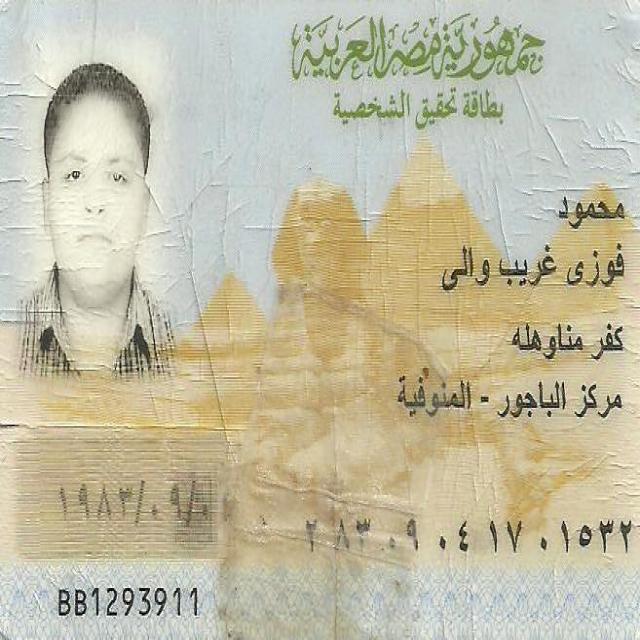 جمهورية مصر العربية
بطاقة تحقيق الشخصية
محمود
فوزى غريب والى
كفر مناوهله
مركز الباجور - المنوفية
١٩٨٣/٠٩/٠
٢٨٣٠٩٠٤١٧٠١٥٣٢
BB1293911